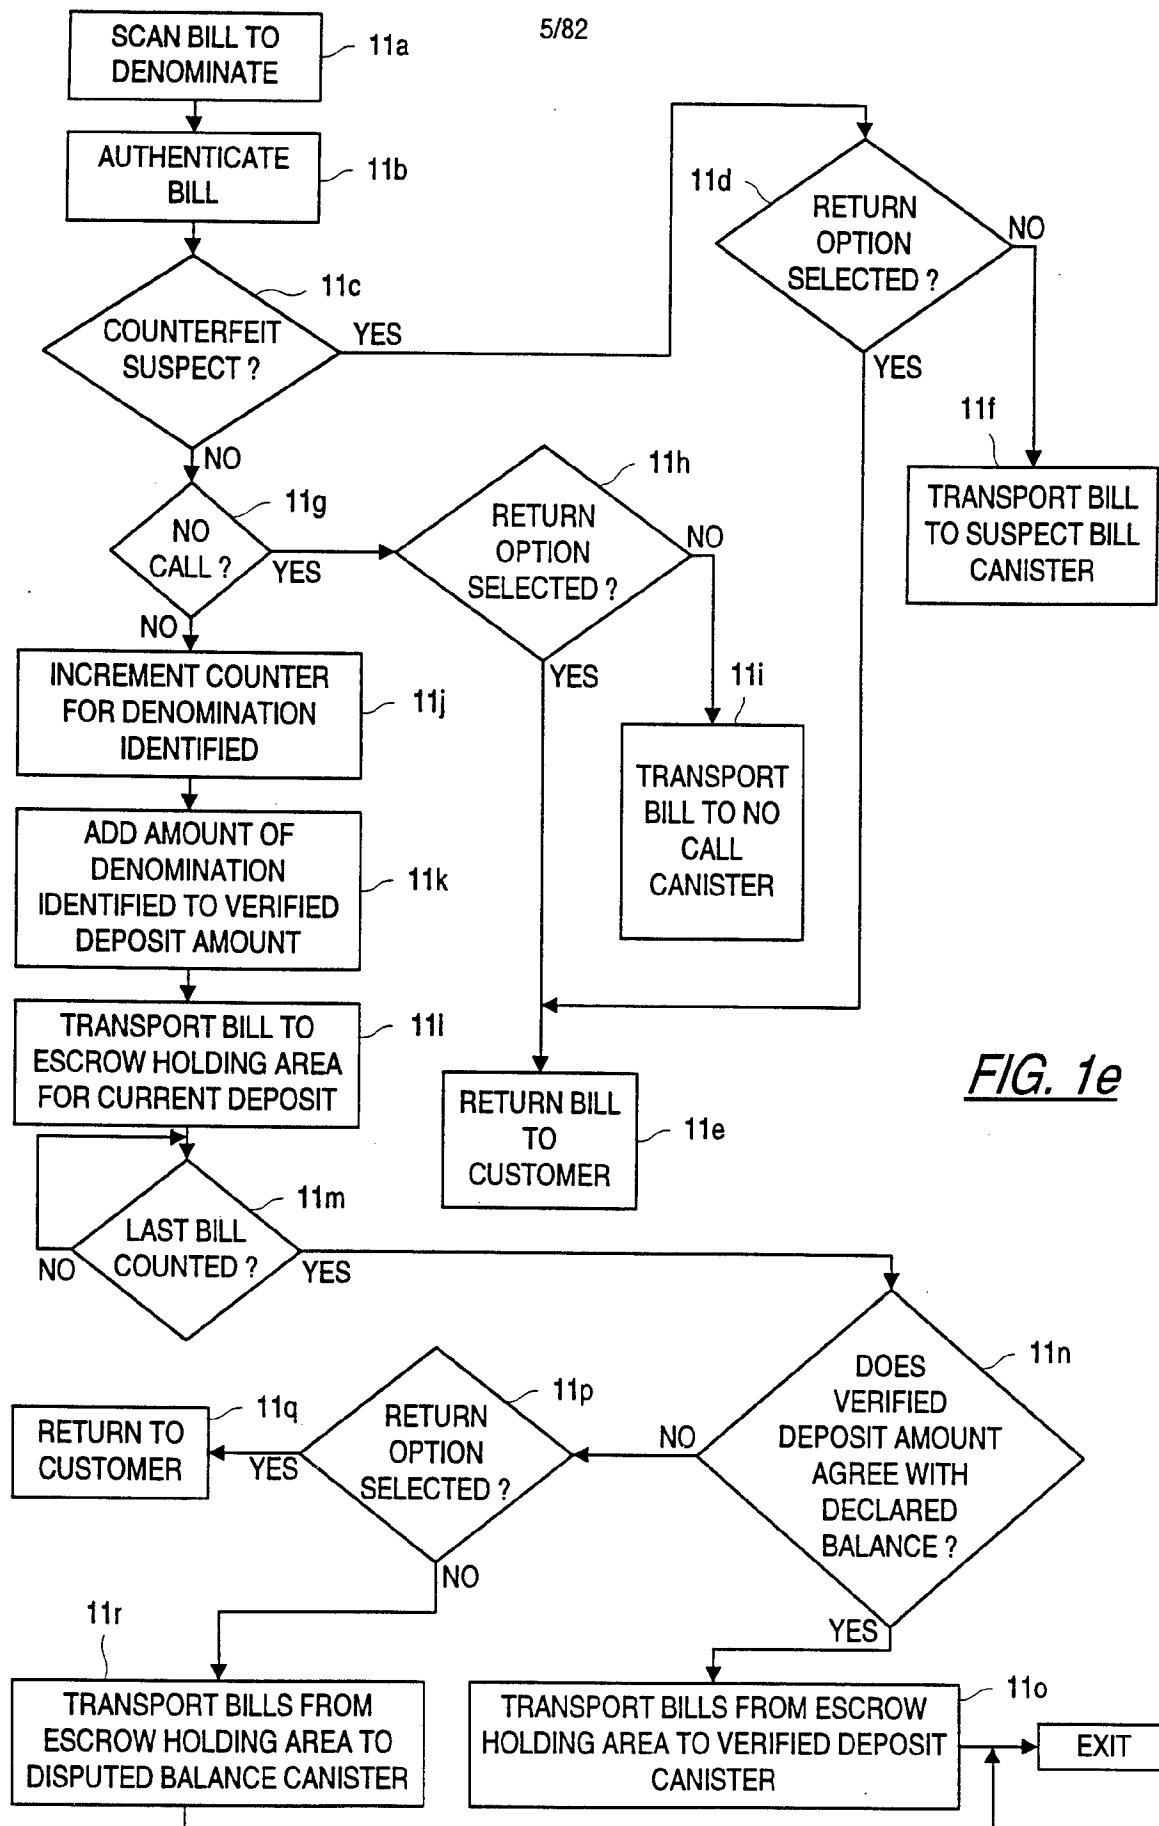 5/82
SCAN BILL TO
DENOMINATE
11a
AUTHENTICATE
BILL
11b
COUNTERFEIT
SUSPECT ?
11c
YES
NO
11d
RETURN
OPTION
SELECTED ?
NO
YES
11f
TRANSPORT BILL
TO SUSPECT BILL
CANISTER
NO
CALL ?
11g
YES
NO
RETURN
OPTION
SELECTED ?
11h
NO
YES
11i
TRANSPORT
BILL TO NO
CALL
CANISTER
INCREMENT COUNTER
FOR DENOMINATION
IDENTIFIED
11j
ADD AMOUNT OF
DENOMINATION
IDENTIFIED TO VERIFIED
DEPOSIT AMOUNT
11k
TRANSPORT BILL TO
ESCROW HOLDING AREA
FOR CURRENT DEPOSIT
11l
RETURN BILL
TO
CUSTOMER
11e
FIG. 1e
LAST BILL
COUNTED ?
11m
NO
YES
DOES
VERIFIED
DEPOSIT AMOUNT
AGREE WITH
DECLARED
BALANCE ?
11n
NO
YES
RETURN
OPTION
SELECTED ?
11p
YES
NO
11q
RETURN TO
CUSTOMER
11r
TRANSPORT BILLS FROM
ESCROW HOLDING AREA TO
DISPUTED BALANCE CANISTER
TRANSPORT BILLS FROM ESCROW
HOLDING AREA TO VERIFIED DEPOSIT
CANISTER
11o
EXIT